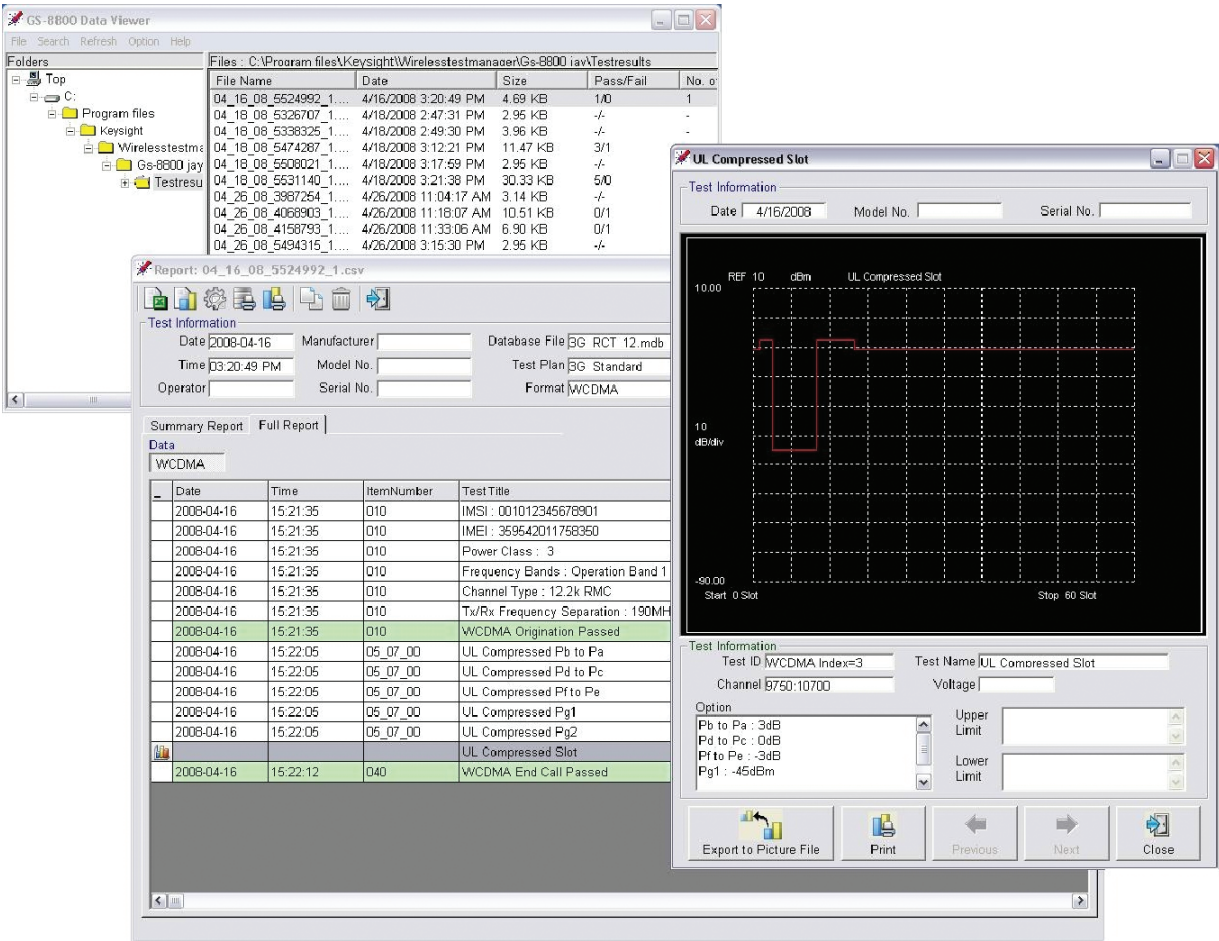 GS-8800 Data Viewer
File Search Refresh Option Help
Folders
Top
C:
Program files
Keysight
Wirelesstestma
Gs-8800 jay
Testresu
Files : C:\Program files\Keysight\Wirelesstestmanager\Gs-8800 jay\Testresults
File Name Date Size Pass/Fail No. o
04_16_08_5524992_1.... 4/16/2008 3:20:49 PM 4.69 KB 1/0 1
04_18_08_5326707_1.... 4/18/2008 2:47:31 PM 2.95 KB -/- -
04_18_08_5338325_1.... 4/18/2008 2:49:30 PM 3.96 KB -/- -
04_18_08_5474287_1.... 4/18/2008 3:12:21 PM 11.47 KB 3/1
04_18_08_5508021_1.... 4/18/2008 3:17:59 PM 2.95 KB -/-
04_18_08_5531140_1.... 4/18/2008 3:21:38 PM 30.33 KB 5/0
04_26_08_3987254_1.... 4/26/2008 11:04:17 AM 3.14 KB -/-
04_26_08_4068903_1.... 4/26/2008 11:18:07 AM 10.51 KB 0/1
04_26_08_4158793_1.... 4/26/2008 11:33:06 AM 6.90 KB 0/1
04_26_08_5494315_1.... 4/26/2008 3:15:30 PM 2.95 KB -/-
Report: 04_16_08_5524992_1.csv
Test Information
Date 2008-04-16 Manufacturer Database File 3G RCT 12.mdb
Time 03:20:49 PM Model No. Test Plan 3G Standard
Operator Serial No. Format WCDMA
Summary Report Full Report
Data
WCDMA
_ Date Time ItemNumber Test Title
2008-04-16 15:21:35 010 IMSI : 001012345678901
2008-04-16 15:21:35 010 IMEI : 359542011758350
2008-04-16 15:21:35 010 Power Class : 3
2008-04-16 15:21:35 010 Frequency Bands : Operation Band 1
2008-04-16 15:21:35 010 Channel Type : 12.2k RMC
2008-04-16 15:21:35 010 Tx/Rx Frequency Separation : 190MH
2008-04-16 15:21:35 010 WCDMA Origination Passed
2008-04-16 15:22:05 05_07_00 UL Compressed Pb to Pa
2008-04-16 15:22:05 05_07_00 UL Compressed Pd to Pc
2008-04-16 15:22:05 05_07_00 UL Compressed Pf to Pe
2008-04-16 15:22:05 05_07_00 UL Compressed Pg1
2008-04-16 15:22:05 05_07_00 UL Compressed Pg2
UL Compressed Slot
2008-04-16 15:22:12 040 WCDMA End Call Passed
UL Compressed Slot
Test Information
Date 4/16/2008 Model No. Serial No.
REF 10 dBm UL Compressed Slot
10.00
10
dB/div
-90.00
Start 0 Slot Stop 60 Slot
Test Information
Test ID WCDMA Index=3 Test Name UL Compressed Slot
Channel 9750:10700 Voltage
Option
Pb to Pa : 3dB
Pd to Pc : 0dB
Pf to Pe : -3dB
Pg1 : -45dBm
Upper
Limit
Lower
Limit
Export to Picture File Print Previous Next Close